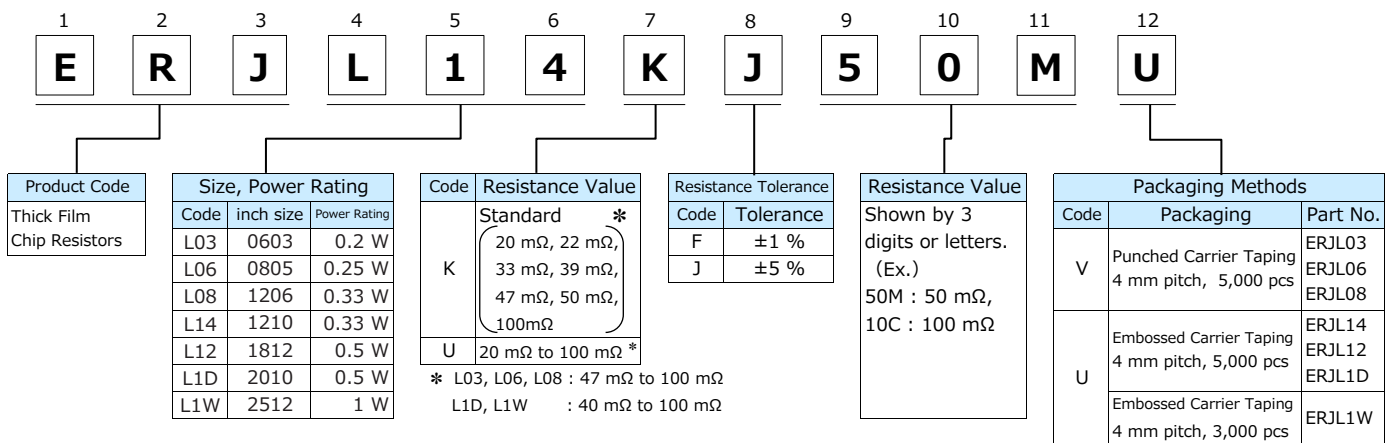 1 2 3 4 5 6 7 8 9 10 11 12
E R J L 1 4 K J 5 0 M U
Product Code
Thick Film
Chip Resistors
Size, Power Rating
Code inch size Power Rating
L03 0603 0.2 W
L06 0805 0.25 W
L08 1206 0.33 W
L14 1210 0.33 W
L12 1812 0.5 W
L1D 2010 0.5 W
L1W 2512 1 W
Code Resistance Value
K
Standard *
20 mΩ, 22 mΩ,
33 mΩ, 39 mΩ,
47 mΩ, 50 mΩ,
100mΩ
U 20 mΩ to 100 mΩ *
* L03, L06, L08 : 47 mΩ to 100 mΩ
L1D, L1W : 40 mΩ to 100 mΩ
Resistance Tolerance
Code Tolerance
F ±1 %
J ±5 %
Resistance Value
Shown by 3
digits or letters.
(Ex.)
50M : 50 mΩ,
10C : 100 mΩ
Packaging Methods
Code Packaging Part No.
V
Punched Carrier Taping
4 mm pitch, 5,000 pcs
ERJL03
ERJL06
ERJL08
U
Embossed Carrier Taping
4 mm pitch, 5,000 pcs
ERJL14
ERJL12
ERJL1D
Embossed Carrier Taping
4 mm pitch, 3,000 pcs
ERJL1W